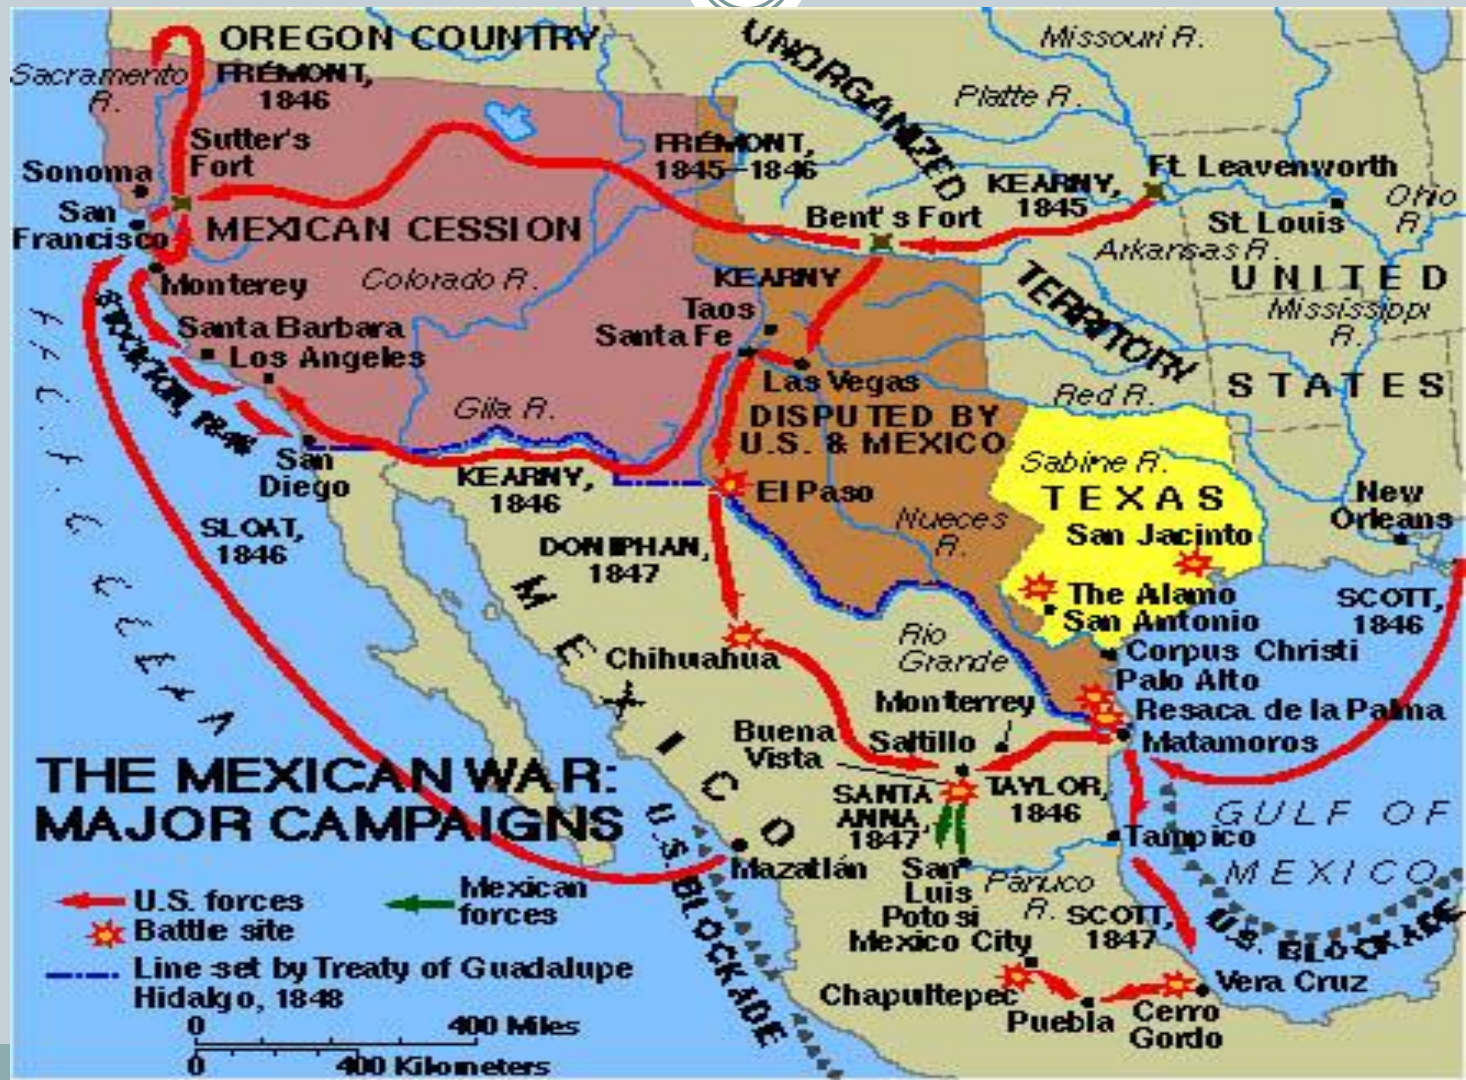 OREGON COUNTRY
Sacramento
R.
FRÉMONT,
1846
Sutter's
Fort
Sonoma
San
Francisco
MEXICAN CESSION
Monterey
Colorado R.
Santa Barbara
Los Angeles
STOCKTON, 1846
Gila R.
San
Diego
SLOAT,
1846
KEARNY,
1846
UNORGANIZED
TERRITORY
Missouri R.
Platte R.
FRÉMONT,
1845–1846
Bent's Fort
KEARNY,
1845
Ft. Leavenworth
St. Louis
Ohio
R.
Arkansas R.
UNITED
STATES
Mississippi
R.
KEARNY
Taos
Santa Fe
Las Vegas
DISPUTED BY
U.S. & MEXICO
Red R.
Sabine R.
TEXAS
San Jacinto
The Alamo
San Antonio
New
Orleans
El Paso
Nueces
R.
DONIPHAN,
1847
SCOTT,
1846
MEXICO
Chihuahua
Rio
Grande
Corpus Christi
Palo Alto
Resaca de la Palma
Matamoros
Monterrey
Buena
Vista
Saltillo
TAYLOR,
1846
SANTA
ANNA,
1847
San
Luis
Potosi
Tampico
Panuco
R.
GULF OF
MEXICO
U.S. BLOCKADE
SCOTT,
1847
Mexico City
Chapultepec
Puebla
Cerro
Gordo
Vera Cruz
Mazatlán
U.S. BLOCKADE
THE MEXICAN WAR:
MAJOR CAMPAIGNS
U.S. forces
Mexican
forces
Battle site
Line set by Treaty of Guadalupe
Hidalgo, 1848
0 400 Miles
0 400 Kilometers